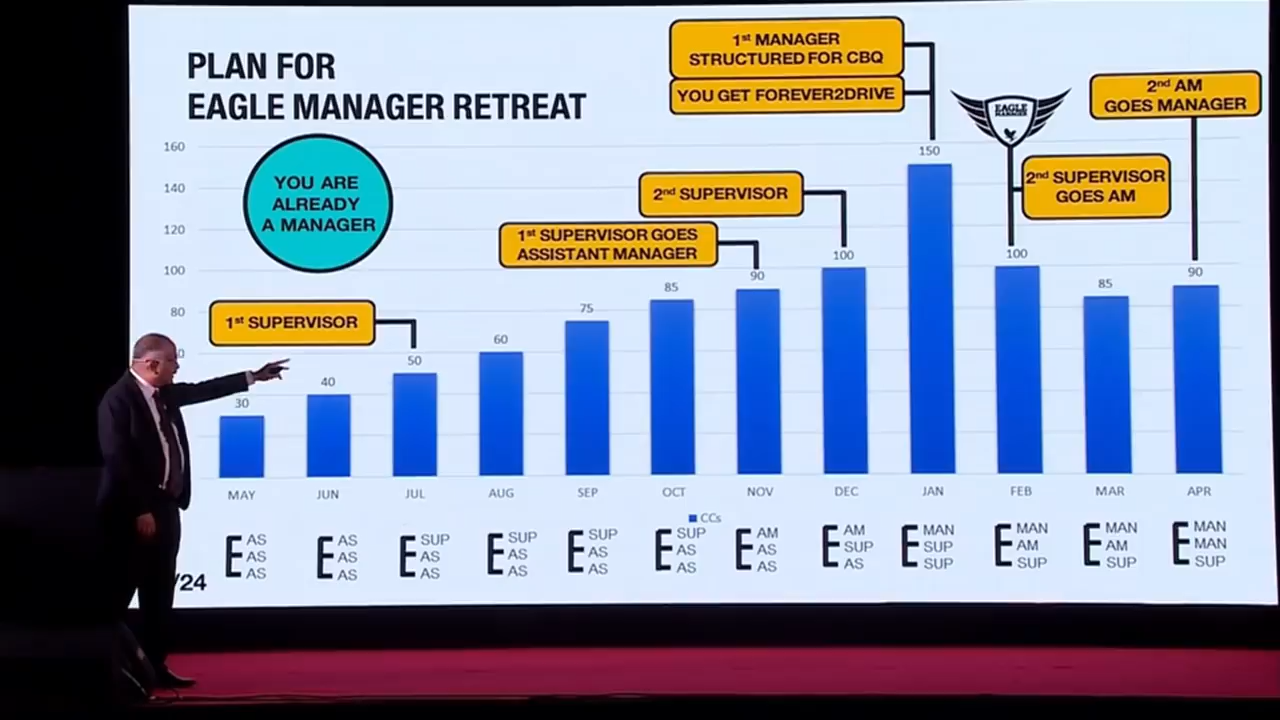 PLAN FOR
EAGLE MANAGER RETREAT
1st MANAGER
STRUCTURED FOR CBQ
YOU GET FOREVER2DRIVE
EAGLE
MANAGER
2nd AM
GOES MANAGER
YOU ARE
ALREADY
A MANAGER
2nd SUPERVISOR
GOES AM
2nd SUPERVISOR
1st SUPERVISOR GOES
ASSISTANT MANAGER
1st SUPERVISOR
160
140
120
100
80
30 40 50 60 75 85 90 100 150 100 85 90
MAY JUN JUL AUG SEP OCT NOV DEC JAN FEB MAR APR
CCs
E AS AS AS
E AS AS AS
E SUP AS AS
E SUP AS AS
E SUP AS AS
E SUP AS AS
E AM AS AS
E AM SUP AS
E MAN SUP SUP
E MAN AM SUP
E MAN AM SUP
E MAN MAN SUP
/24